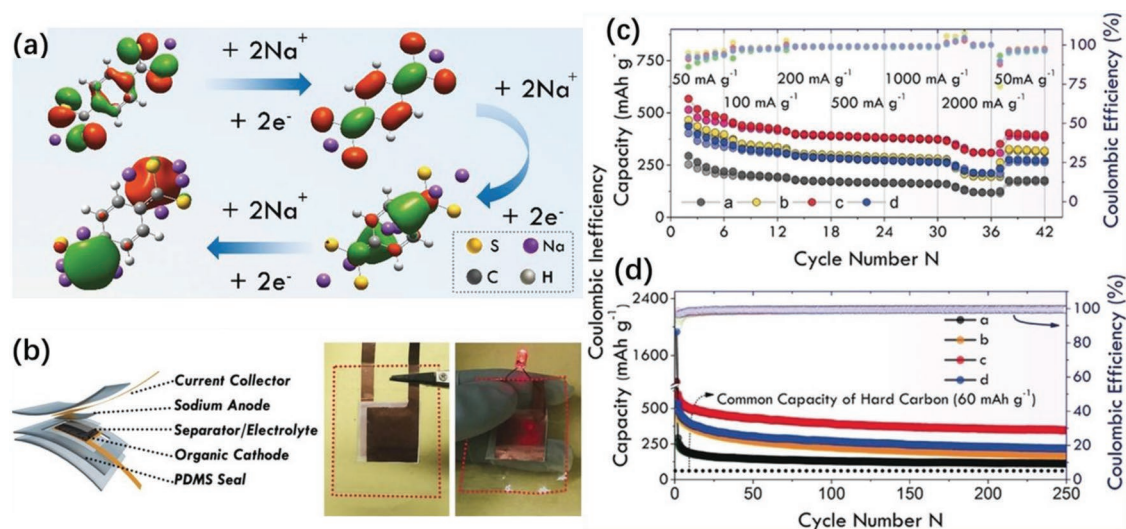 (a)
+ 2Na+
+ 2e-
+ 2Na+
+ 2e-
+ 2Na+
+ 2e-
S Na
C H
(b)
Current Collector
Sodium Anode
Separator/Electrolyte
Organic Cathode
PDMS Seal
(c)
Capacity (mAh g-1)
750
500
250
0
50 mA g-1
200 mA g-1
1000 mA g-1
50mA g-1
100 mA g-1
500 mA g-1
2000 mA g-1
a b c d
0 6 12 18 24 30 36 42
Cycle Number N
100
75
50
25
0
Coulombic Efficiency (%)
Coulombic Inefficiency
(d)
Capacity (mAh g-1)
2400
1600
500
250
0
a
b
c
d
Common Capacity of Hard Carbon (60 mAh g-1)
0 50 100 150 200 250
Cycle Number N
100
80
60
40
20
0
Coulombic Efficiency (%)